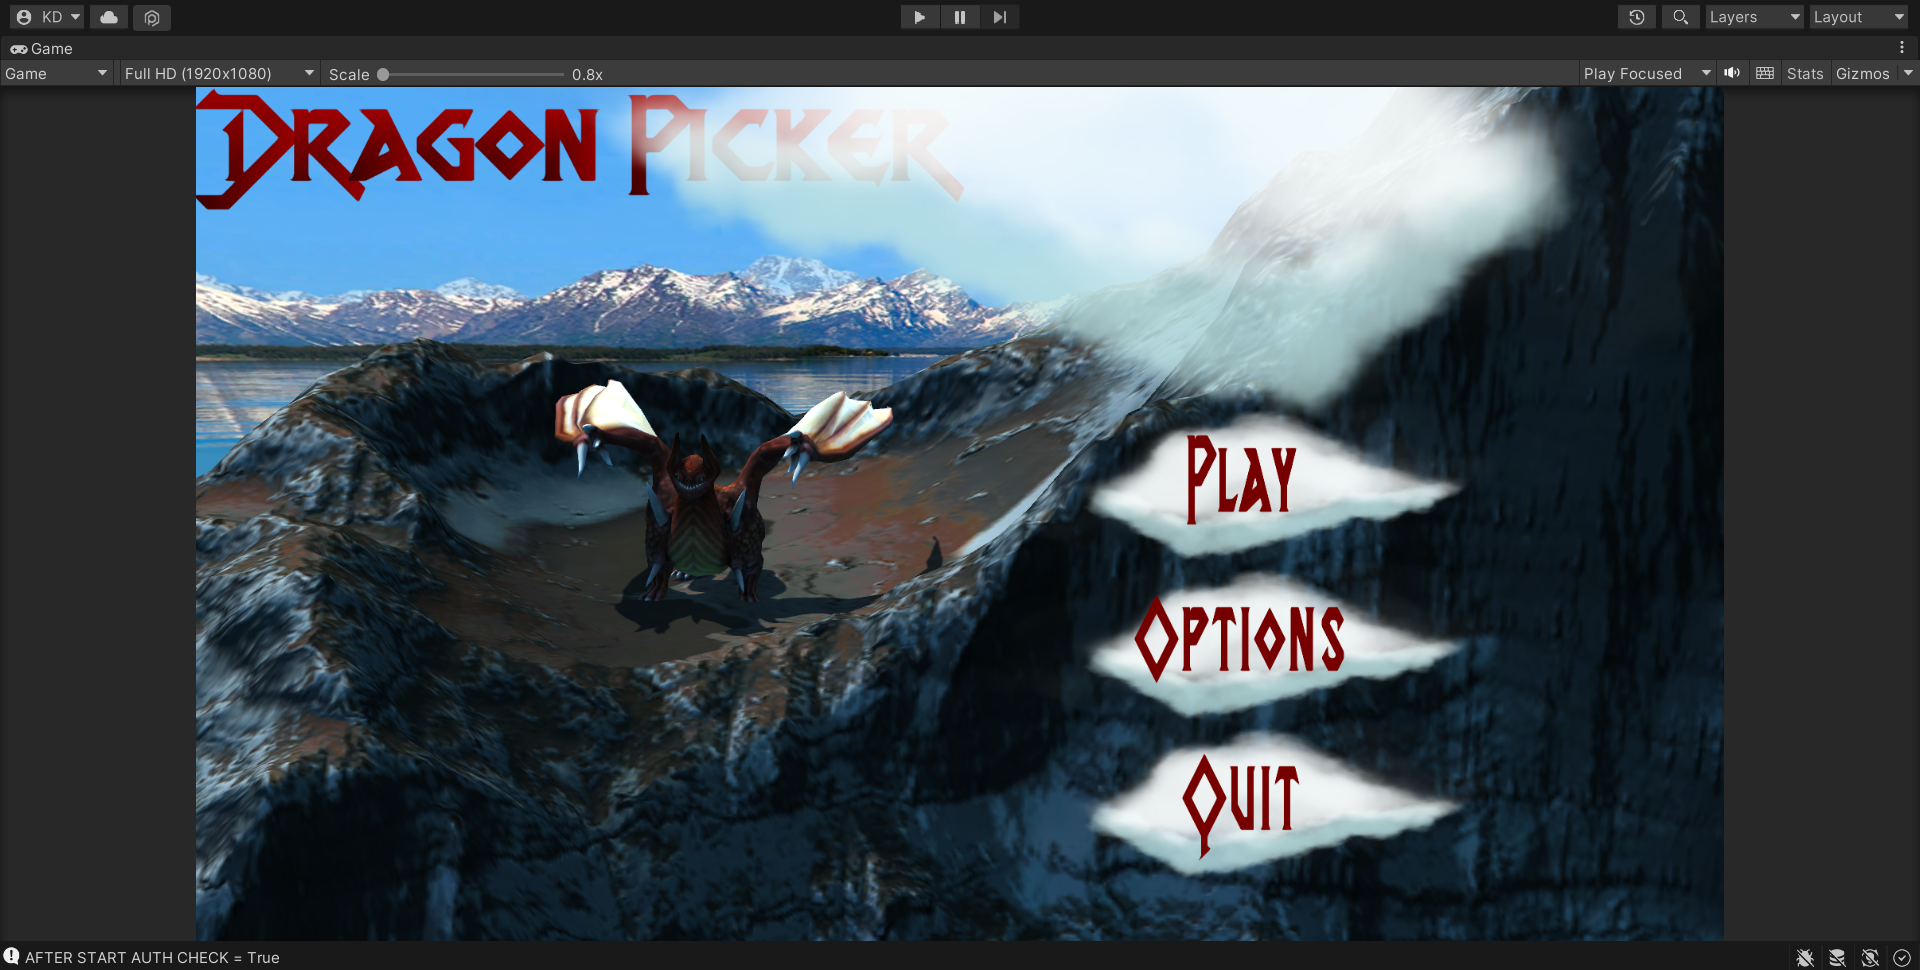 KD
Layers
Layout
Game
Game
Full HD (1920x1080)
Scale
0.8x
Play Focused
Stats
Gizmos
DRAGON PICKER
PLAY
OPTIONS
QUIT
AFTER START AUTH CHECK = True